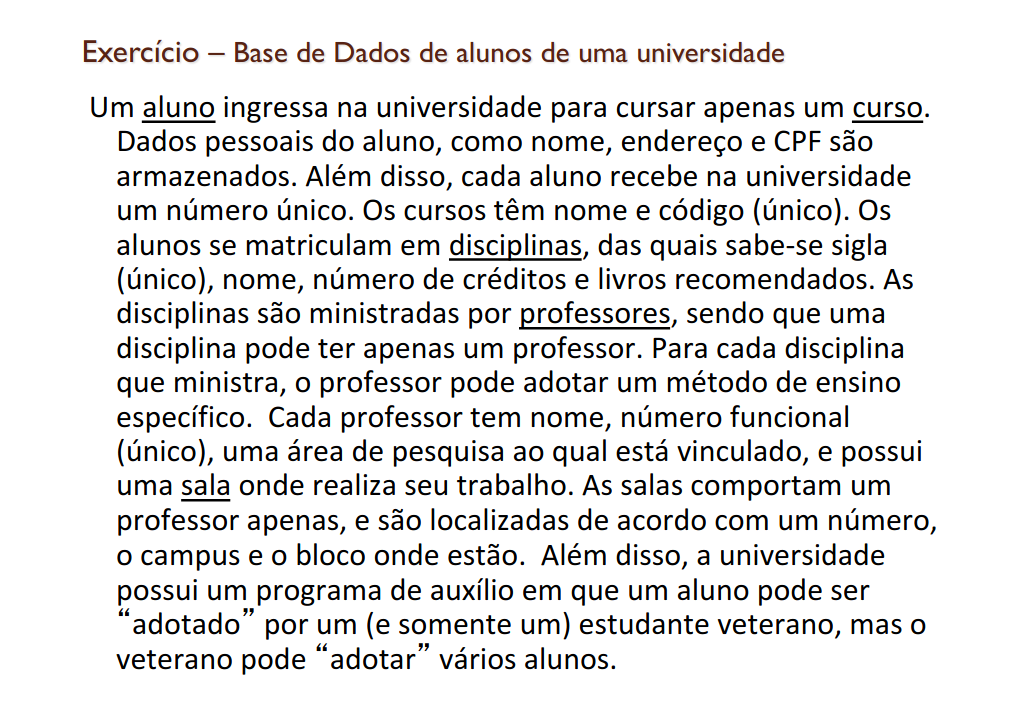 Exercício – Base de Dados de alunos de uma universidade
Um aluno ingressa na universidade para cursar apenas um curso.
Dados pessoais do aluno, como nome, endereço e CPF são
armazenados. Além disso, cada aluno recebe na universidade
um número único. Os cursos têm nome e código (único). Os
alunos se matriculam em disciplinas, das quais sabe-se sigla
(único), nome, número de créditos e livros recomendados. As
disciplinas são ministradas por professores, sendo que uma
disciplina pode ter apenas um professor. Para cada disciplina
que ministra, o professor pode adotar um método de ensino
específico. Cada professor tem nome, número funcional
(único), uma área de pesquisa ao qual está vinculado, e possui
uma sala onde realiza seu trabalho. As salas comportam um
professor apenas, e são localizadas de acordo com um número,
o campus e o bloco onde estão. Além disso, a universidade
possui um programa de auxílio em que um aluno pode ser
“adotado” por um (e somente um) estudante veterano, mas o
veterano pode “adotar” vários alunos.